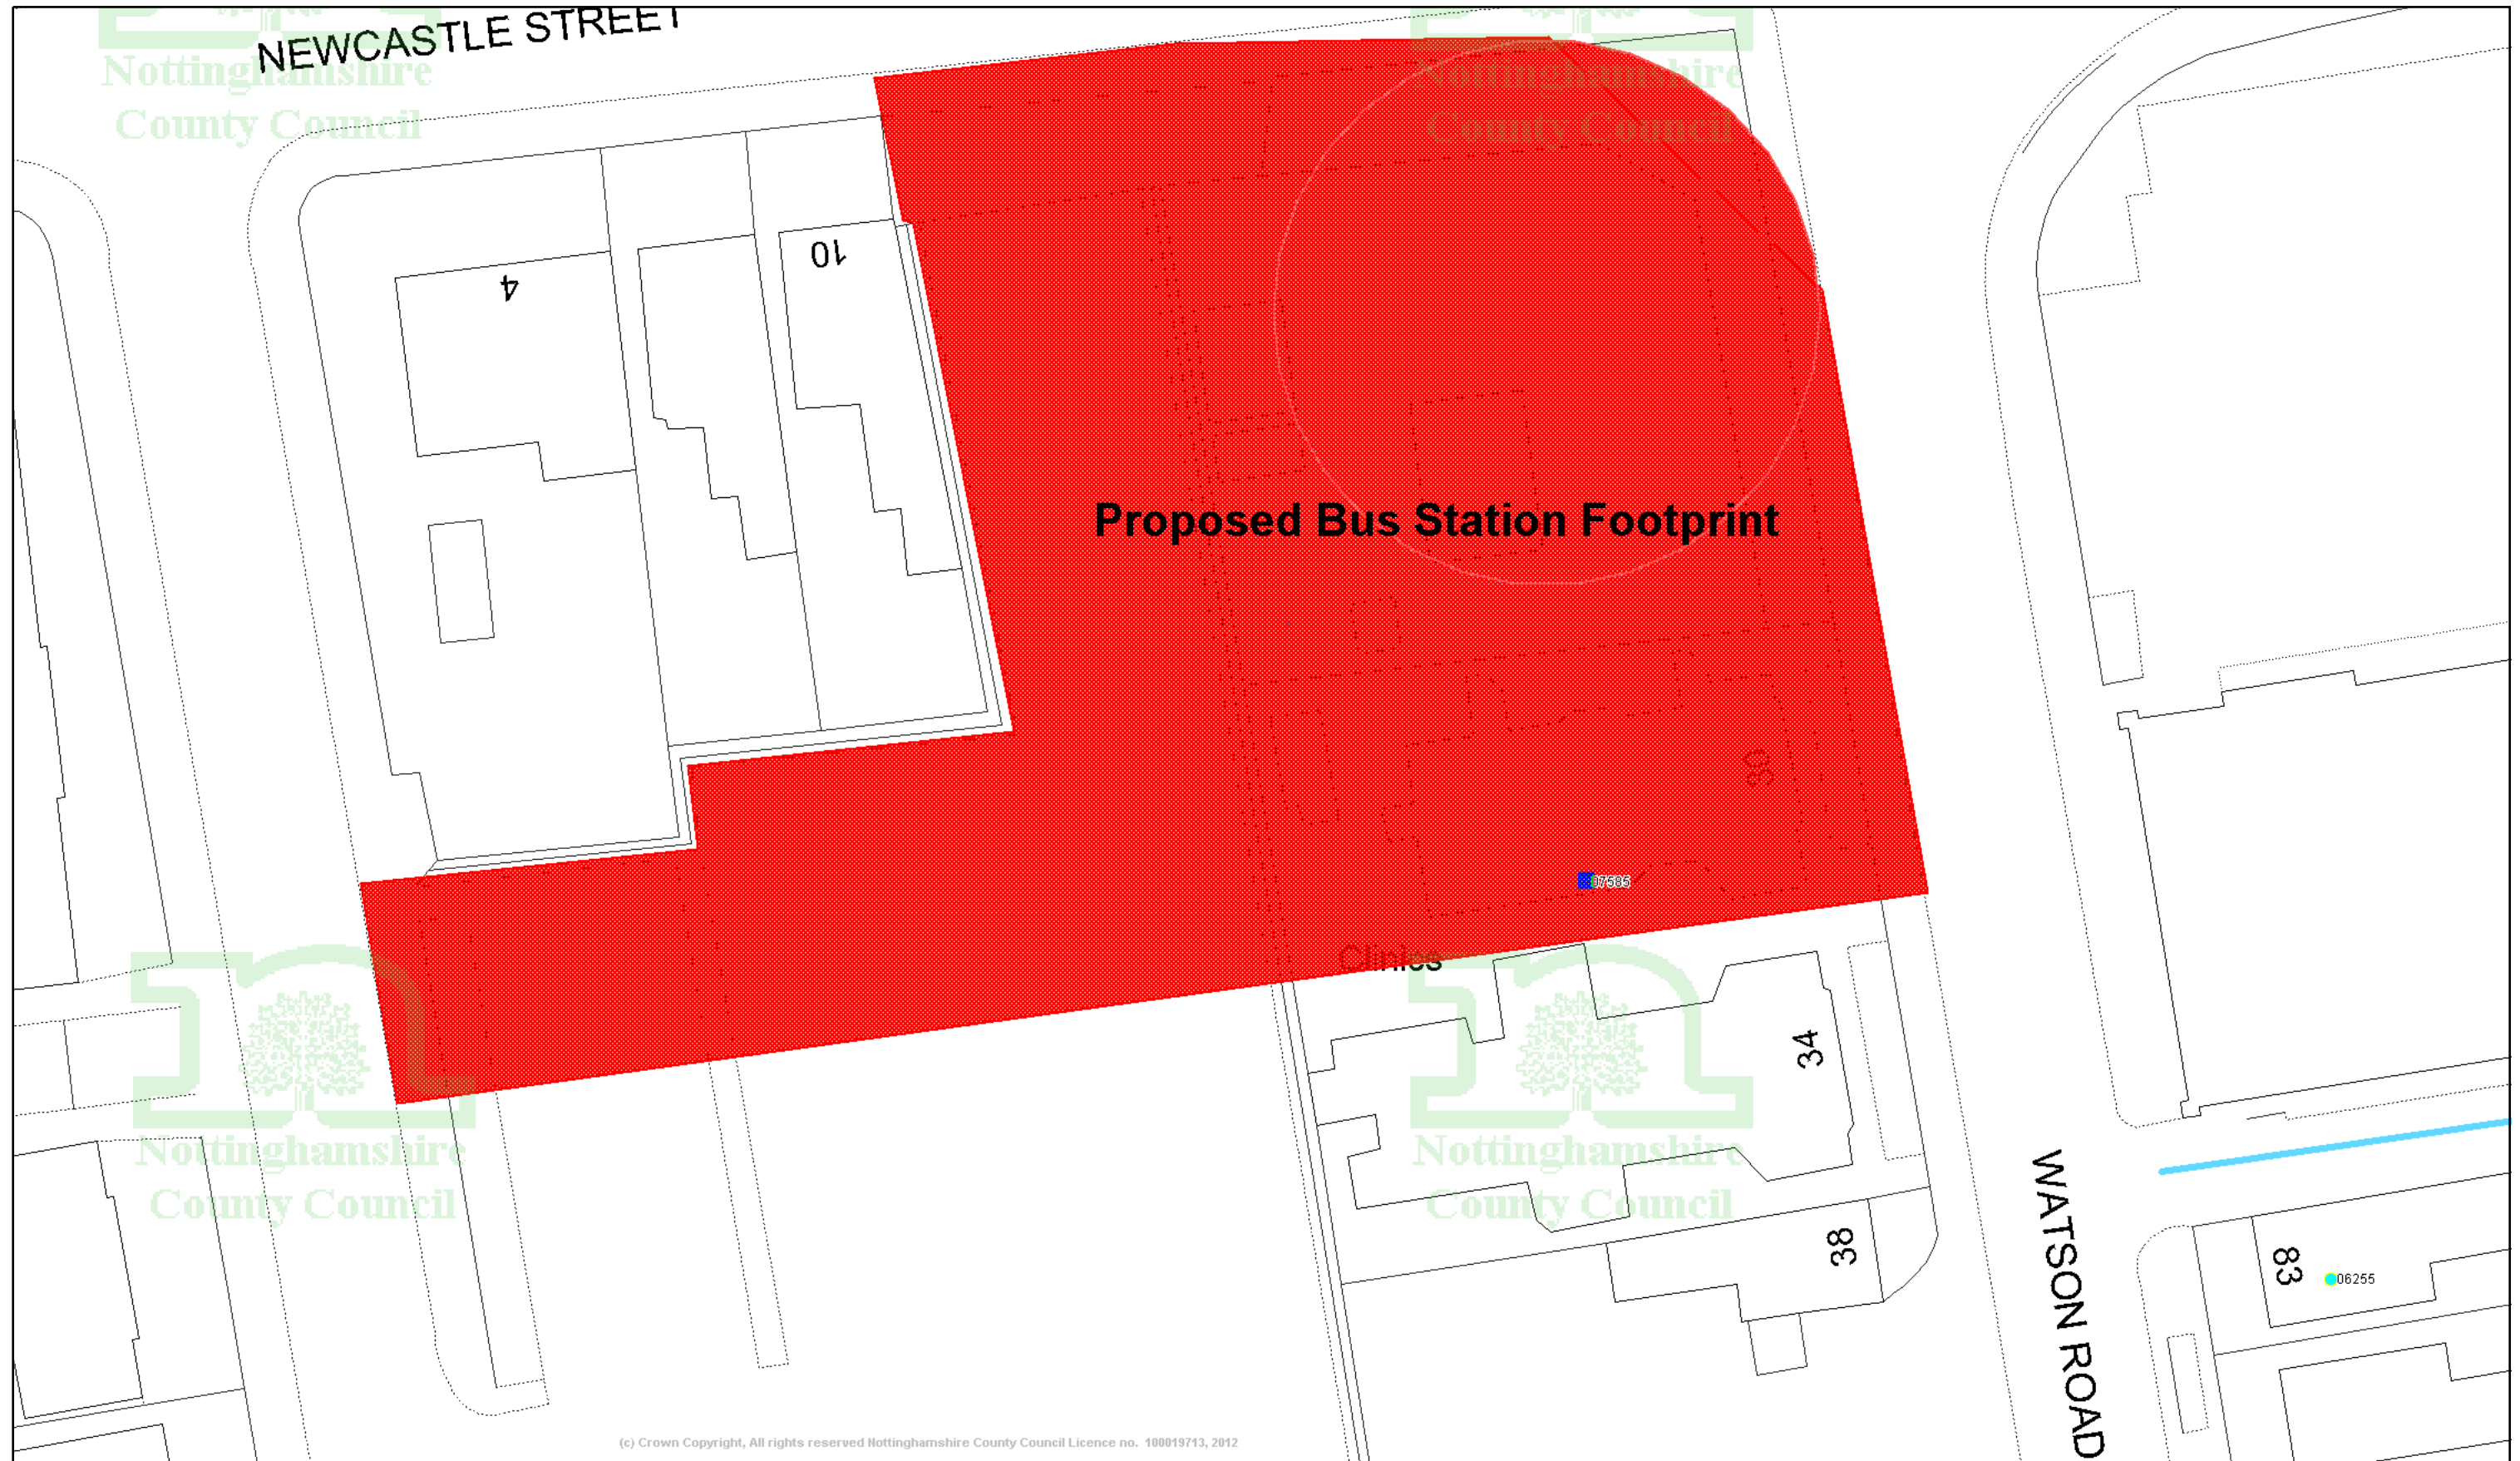 NEWCASTLE STREET
Nottinghamshire
County Council
Nottinghamshire
County Council
4
10
Proposed Bus Station Footprint
30
07585
Clinics
34
Nottinghamshire
County Council
Nottinghamshire
County Council
38
WATSON ROAD
83
06255
(c) Crown Copyright, All rights reserved Nottinghamshire County Council Licence no. 100019713, 2012